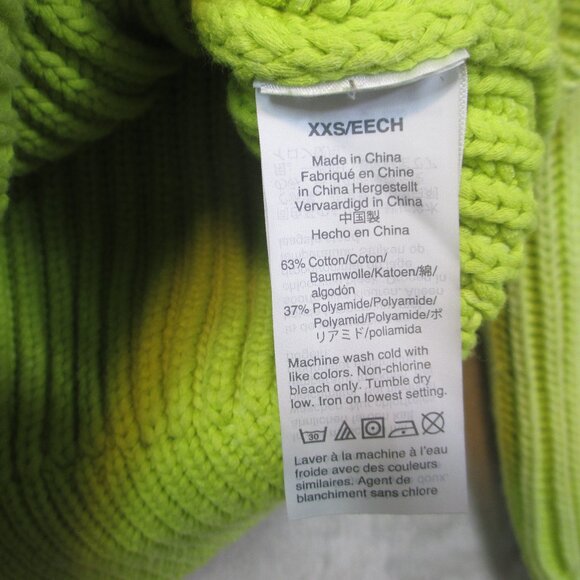 XXS/EECH
Made in China
Fabriqué en Chine
in China Hergestellt
Vervaardigd in China
中国製
Hecho en China
63% Cotton/Coton/
Baumwolle/Katoen/綿/
algodón
37% Polyamide/Polyamide/
Polyamid/Polyamide/ポ
リアミド/poliamida
Machine wash cold with
like colors. Non-chlorine
bleach only. Tumble dry
low. Iron on lowest setting.
30
Laver à la machine à l'eau
froide avec des couleurs
similaires. Agent de
blanchiment sans chlore